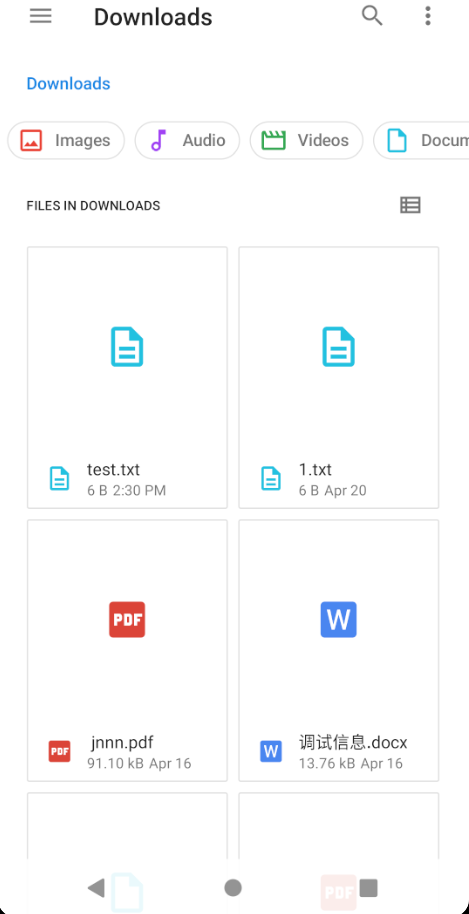 Downloads
Downloads
Images Audio Videos Docum
FILES IN DOWNLOADS
test.txt
6 B 2:30 PM
1.txt
6 B Apr 20
PDF
W
PDF
jnnn.pdf
91.10 kB Apr 16
W
调试信息.docx
13.76 kB Apr 16
PDF